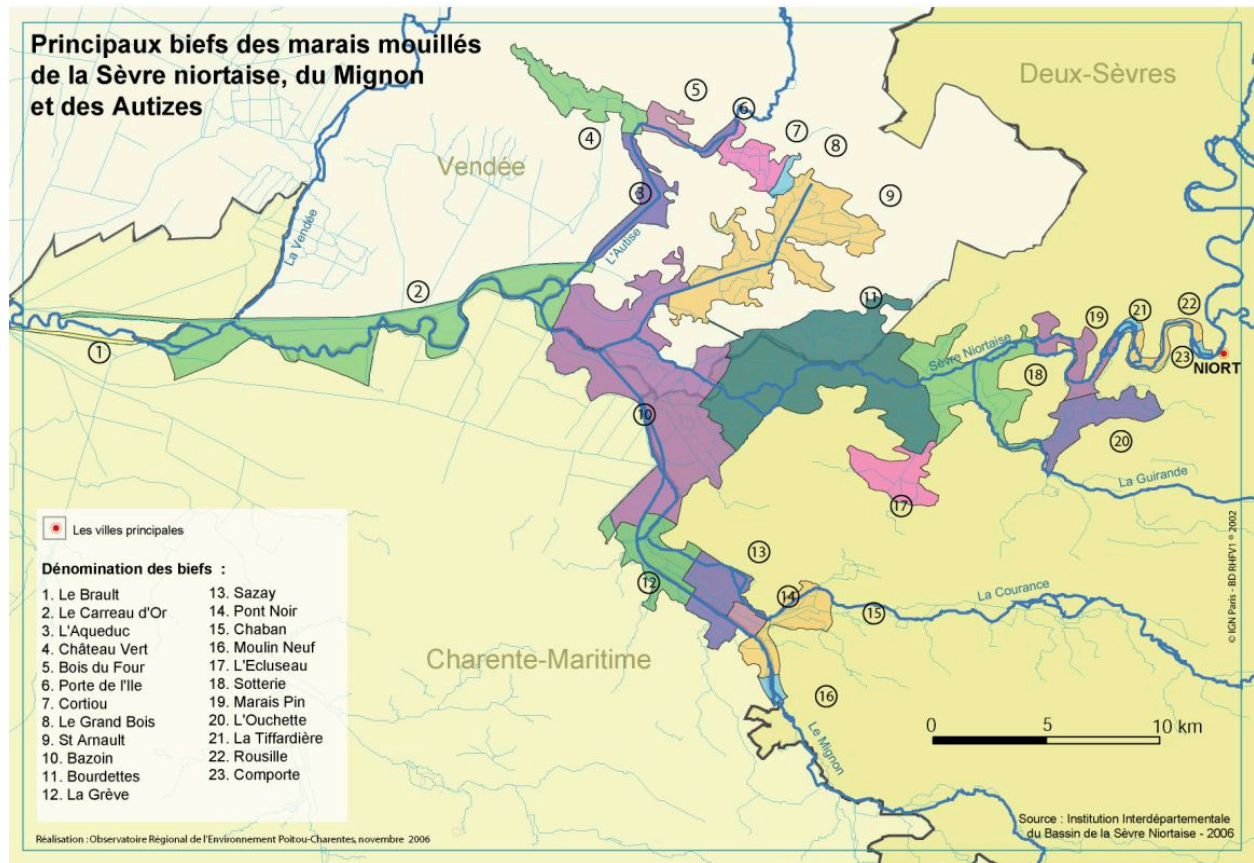 Principaux biefs des marais mouillés
de la Sèvre niortaise, du Mignon
et des Autizes
Deux-Sèvres
Vendée
Charente-Maritime
La Vendée
L'Autise
Sèvre Niortaise
La Guirande
La Courance
Le Mignon
NIORT
1
2
3
4
5
6
7
8
9
10
11
12
13
14
15
16
17
18
19
20
21
22
23
Les villes principales
Dénomination des biefs :
1. Le Brault
2. Le Carreau d'Or
3. L'Aqueduc
4. Château Vert
5. Bois du Four
6. Porte de l'Ile
7. Cortiou
8. Le Grand Bois
9. St Arnault
10. Bazoin
11. Bourdettes
12. La Grève
13. Sazay
14. Pont Noir
15. Chaban
16. Moulin Neuf
17. L'Ecluseau
18. Sotterie
19. Marais Pin
20. L'Ouchette
21. La Tiffardière
22. Rousille
23. Comporte
0 5 10 km
© IGN Paris - BD RHFV1 ® 2002
Réalisation : Observatoire Régional de l'Environnement Poitou-Charentes, novembre 2006
Source : Institution Interdépartementale
du Bassin de la Sèvre Niortaise - 2006